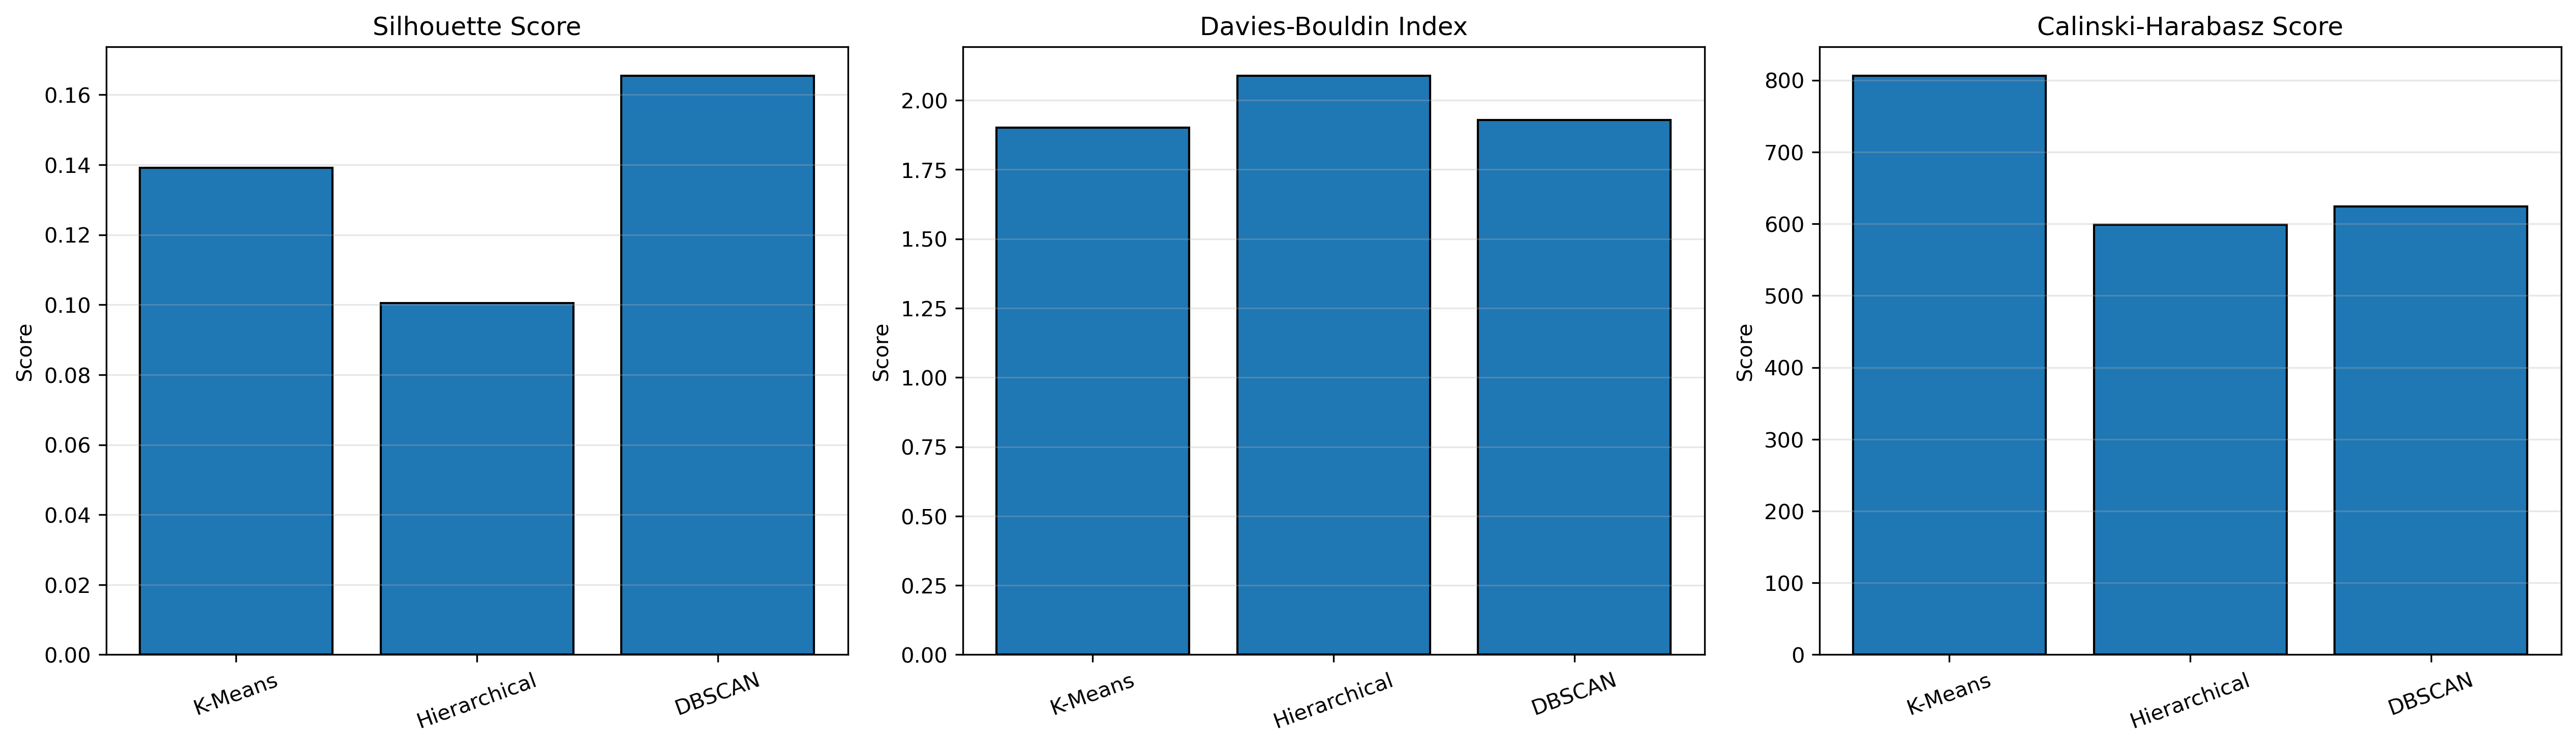 Silhouette Score
Score
0.16
0.14
0.12
0.10
0.08
0.06
0.04
0.02
0.00
K-Means
Hierarchical
DBSCAN
Davies-Bouldin Index
Score
2.00
1.75
1.50
1.25
1.00
0.75
0.50
0.25
0.00
K-Means
Hierarchical
DBSCAN
Calinski-Harabasz Score
Score
800
700
600
500
400
300
200
100
0
K-Means
Hierarchical
DBSCAN